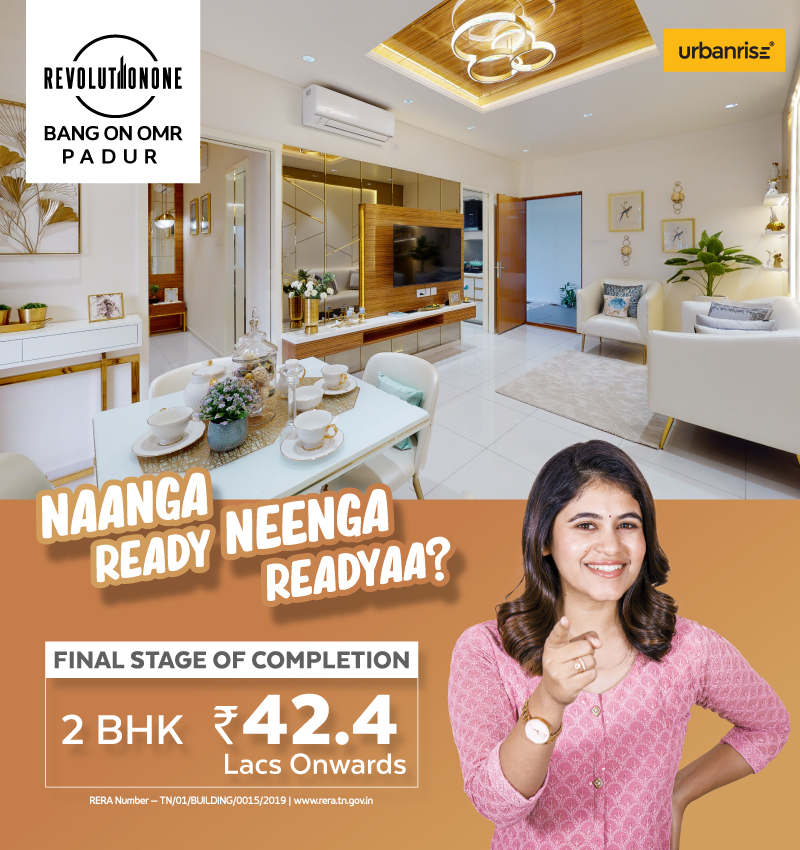 REVOLUTIONONE
BANG ON OMR
PADUR
urbanrise®
NAANGA
READY
NEENGA
READYAA?
FINAL STAGE OF COMPLETION
2 BHK ₹42.4
Lacs Onwards
RERA Number – TN/01/BUILDING/0015/2019 | www.rera.tn.gov.in